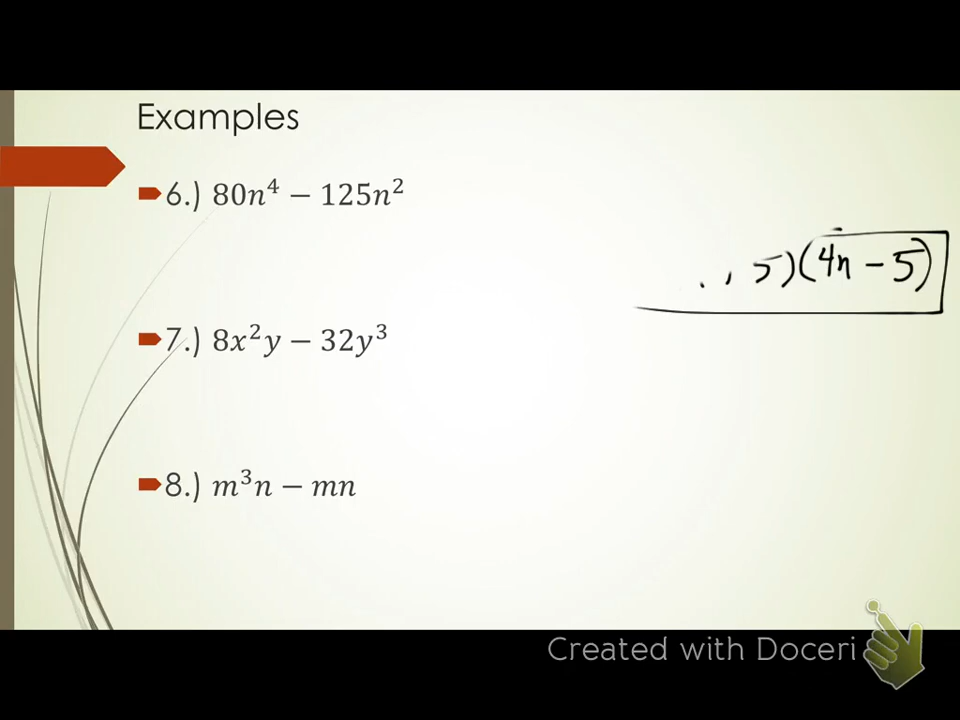 Examples
6.) 80n⁴ − 125n²
5)(4n − 5)
7.) 8x²y − 32y³
8.) m³n − mn
Created with Doceri